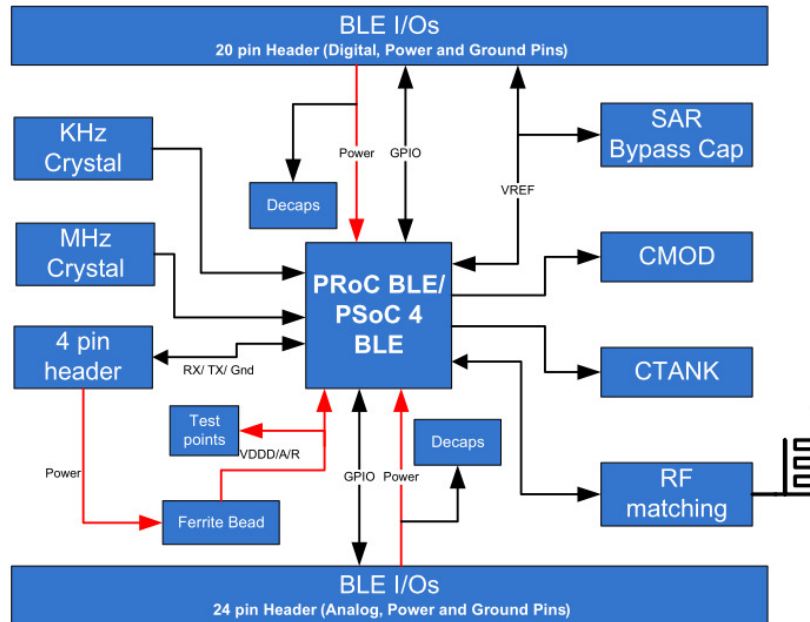 BLE I/Os
20 pin Header (Digital, Power and Ground Pins)
KHz
Crystal
Power
GPIO
SAR
Bypass Cap
VREF
Decaps
MHz
Crystal
PRoC BLE/
PSoC 4
BLE
CMOD
4 pin
header
RX/ TX/ Gnd
CTANK
Test
points
VDDD/A/R
Decaps
Power
GPIO
Power
RF
matching
Ferrite Bead
BLE I/Os
24 pin Header (Analog, Power and Ground Pins)